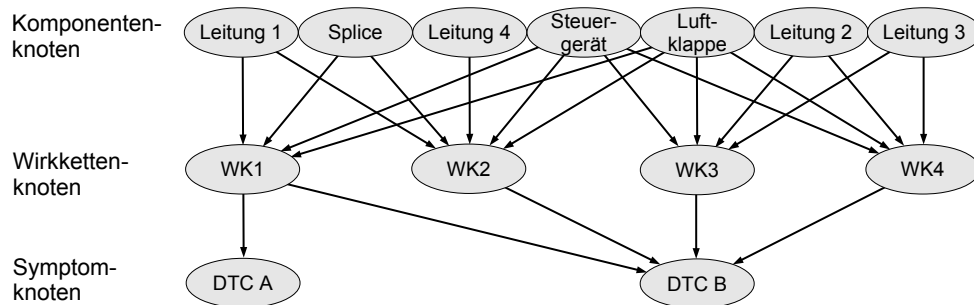 Komponenten-
knoten
Leitung 1
Splice
Leitung 4
Steuer-
gerät
Luft-
klappe
Leitung 2
Leitung 3
Wirkketten-
knoten
WK1
WK2
WK3
WK4
Symptom-
knoten
DTC A
DTC B